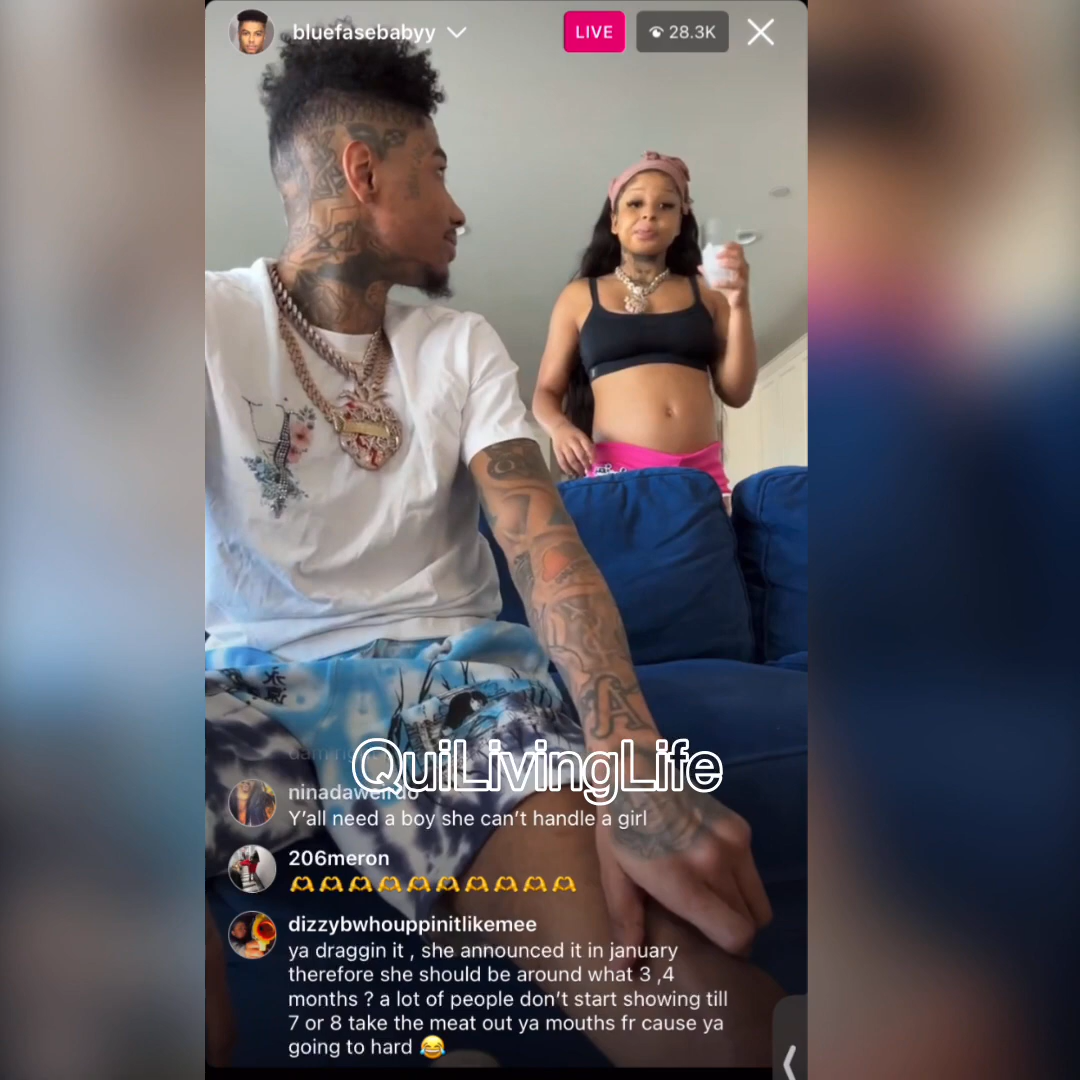 bluefasebabyy
LIVE
28.3K
QuiLivingLife
ninadaweirdo
Y'all need a boy she can't handle a girl
206meron
🫶🫶🫶🫶🫶🫶🫶🫶🫶🫶
dizzybwhouppinitlikemee
ya draggin it , she announced it in january
therefore she should be around what 3 ,4
months ? a lot of people don't start showing till
7 or 8 take the meat out ya mouths fr cause ya
going to hard 😂